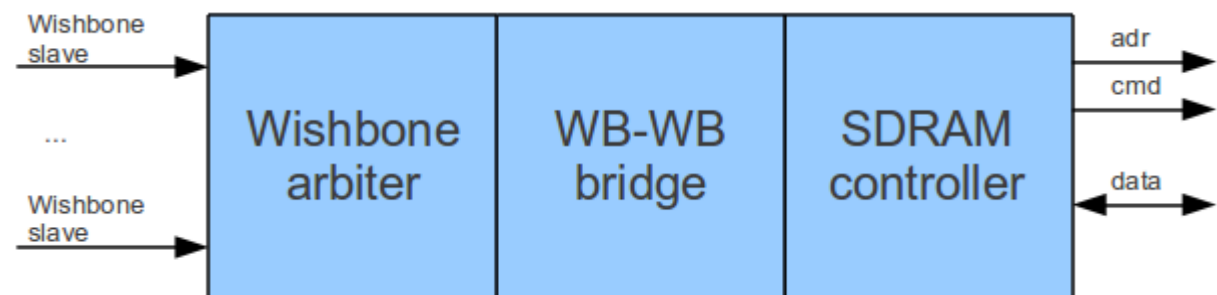 Wishbone
slave
...
Wishbone
slave
Wishbone
arbiter
WB-WB
bridge
SDRAM
controller
adr
cmd
data